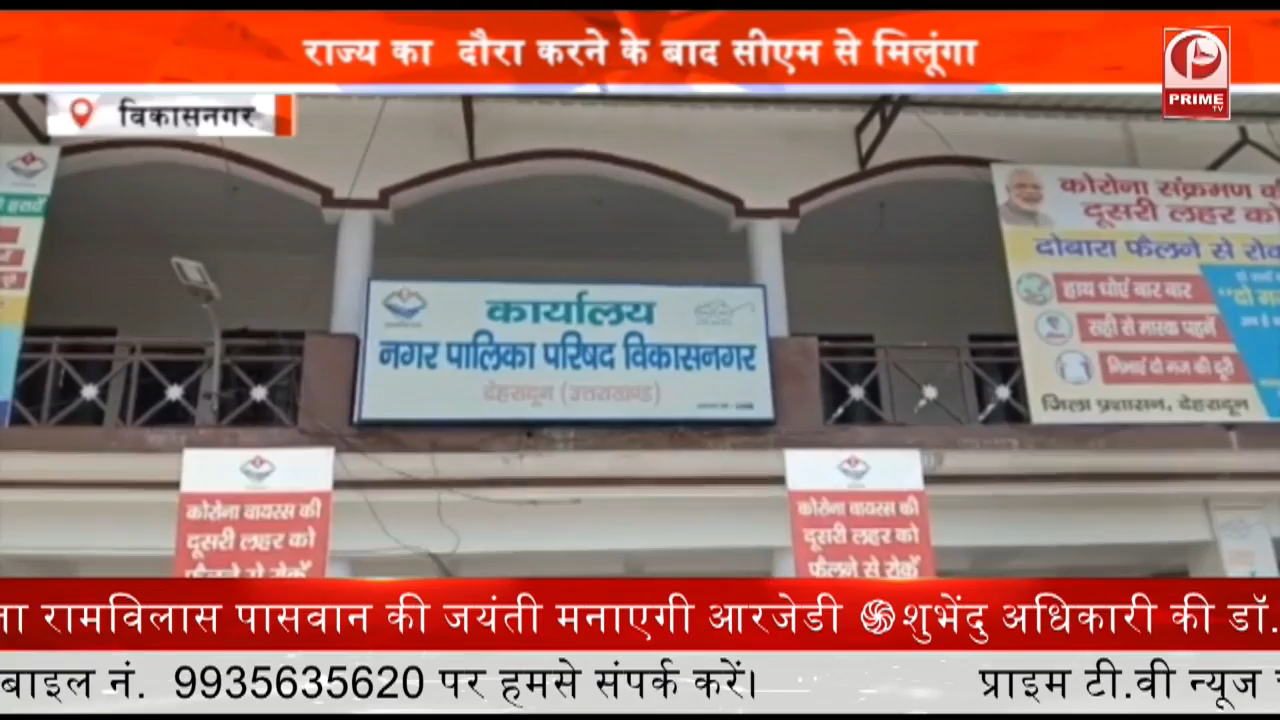 राज्य का दौरा करने के बाद सीएम से मिलूंगा
PRIME
TV
विकासनगर
कार्यालय
नगर पालिका परिषद विकासनगर
देहरादून (उत्तराखण्ड)
कोरोना संक्रमण
दूसरी लहर को
दोबारा फैलने से
हाथ धोएं बार बार
सही से मास्क पहनें
निभाएं दो गज की दूरी
जिला प्रशासन, देहरादून
कोरोना वायरस की
दूसरी लहर को
फैलने से रोकें
कोरोना वायरस की
दूसरी लहर को
फैलने से रोकें
रामविलास पासवान की जयंती मनाएगी आरजेडी शुभेंदु अधिकारी की डॉ.
बाइल नं. 9935635620 पर हमसे संपर्क करें। प्राइम टी.वी न्यूज